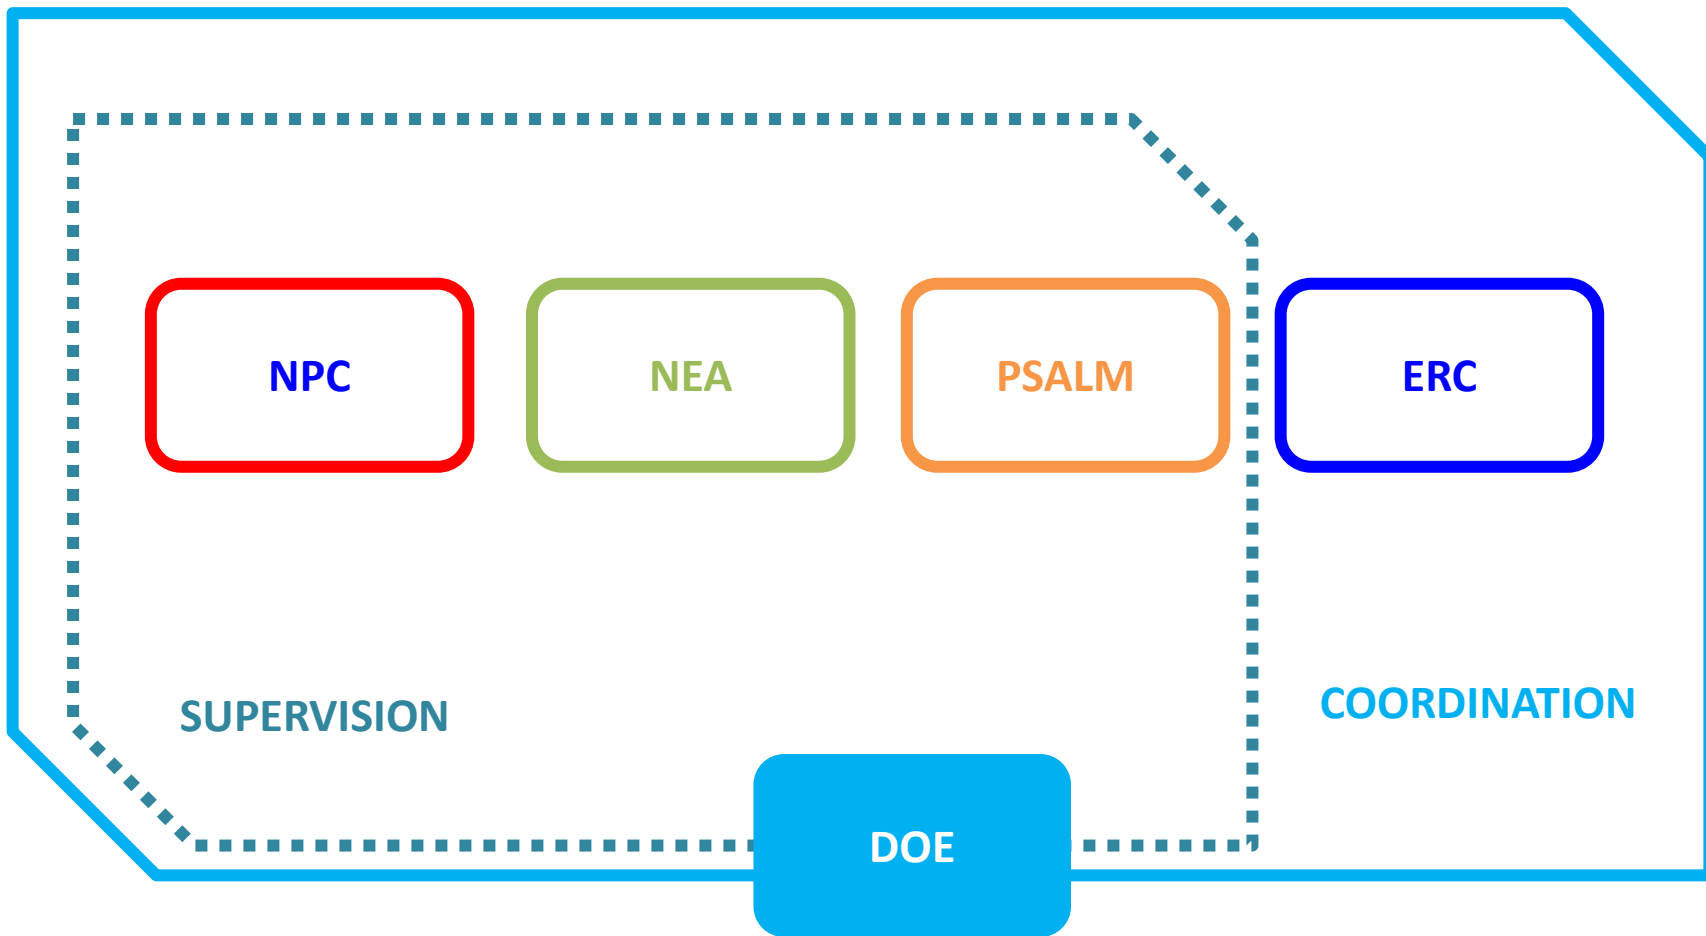 NPC
NEA
PSALM
ERC
SUPERVISION
COORDINATION
DOE